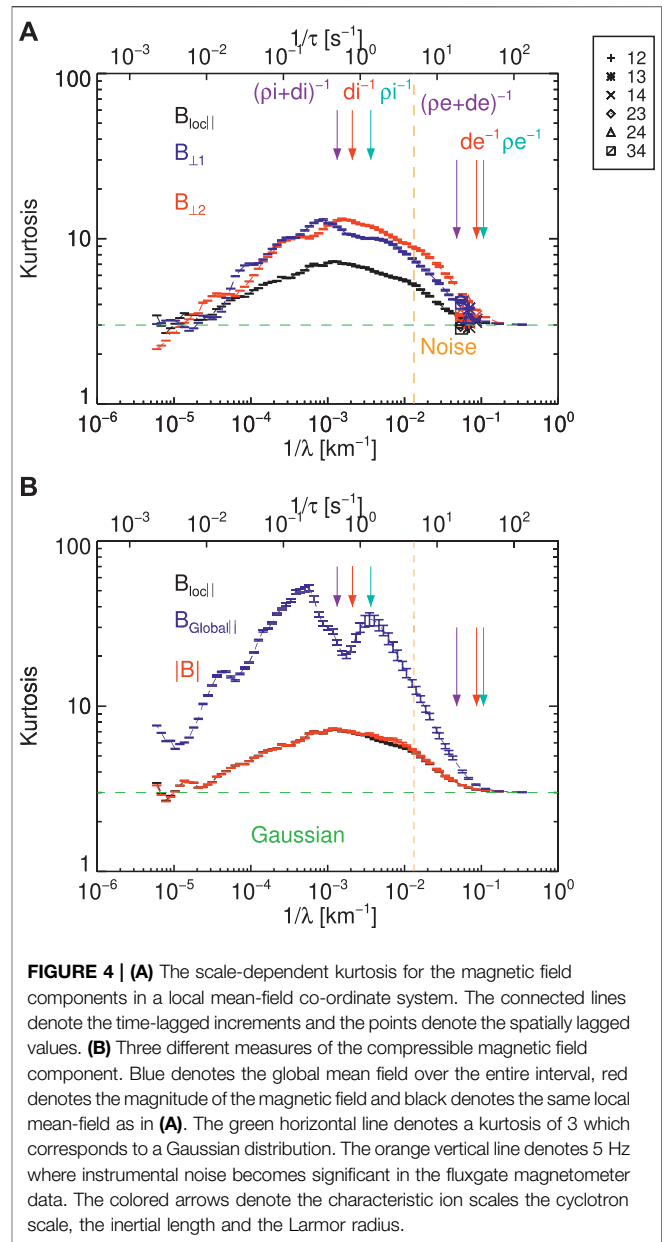 A
1/τ [s⁻¹]
10⁻³ 10⁻² 10⁻¹ 10⁰ 10¹ 10²
100
10
1
Kurtosis
(ρi+di)⁻¹ di⁻¹ ρi⁻¹ (ρe+de)⁻¹
de⁻¹ ρe⁻¹
B_loc||
B_⊥1
B_⊥2
Noise
10⁻⁶ 10⁻⁵ 10⁻⁴ 10⁻³ 10⁻² 10⁻¹ 10⁰
1/λ [km⁻¹]
12
13
14
23
24
34
B
1/τ [s⁻¹]
10⁻³ 10⁻² 10⁻¹ 10⁰ 10¹ 10²
100
10
1
Kurtosis
B_loc||
B_Global||
|B|
Gaussian
10⁻⁶ 10⁻⁵ 10⁻⁴ 10⁻³ 10⁻² 10⁻¹ 10⁰
1/λ [km⁻¹]
FIGURE 4 | (A) The scale-dependent kurtosis for the magnetic field
components in a local mean-field co-ordinate system. The connected lines
denote the time-lagged increments and the points denote the spatially lagged
values. (B) Three different measures of the compressible magnetic field
component. Blue denotes the global mean field over the entire interval, red
denotes the magnitude of the magnetic field and black denotes the same local
mean-field as in (A). The green horizontal line denotes a kurtosis of 3 which
corresponds to a Gaussian distribution. The orange vertical line denotes 5 Hz
where instrumental noise becomes significant in the fluxgate magnetometer
data. The colored arrows denote the characteristic ion scales the cyclotron
scale, the inertial length and the Larmor radius.